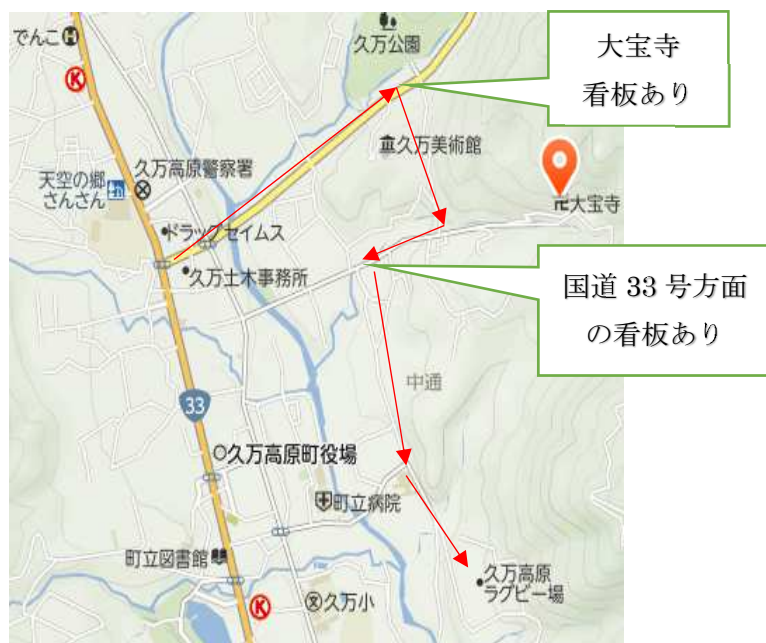 でんこ
H
K
久万公園
大宝寺
看板あり
久万美術館
久万高原警察署
天空の郷
さんさん
大宝寺
ドラッグセイムス
久万土木事務所
国道 33 号方面
の看板あり
中通
33
久万高原町役場
町立病院
町立図書館
久万高原
ラグビー場
K
文久万小